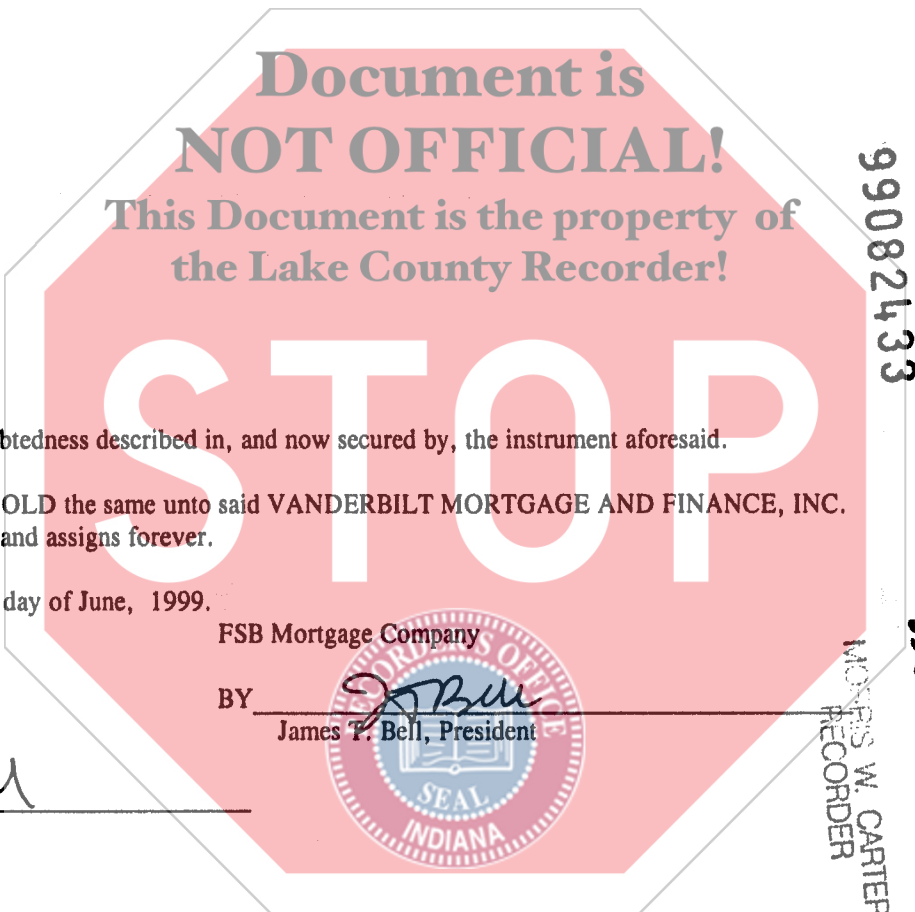 Document is
NOT OFFICIAL!
This Document is the property of
the Lake County Recorder!
STOP
99082433
btedness described in, and now secured by, the instrument aforesaid.
OLD the same unto said VANDERBILT MORTGAGE AND FINANCE, INC.
and assigns forever.
day of June, 1999.
FSB Mortgage Company
BY
James T. Bell, President
RECORDER'S OFFICE
SEAL
INDIANA
MORRIS W. CARTER
RECORDER